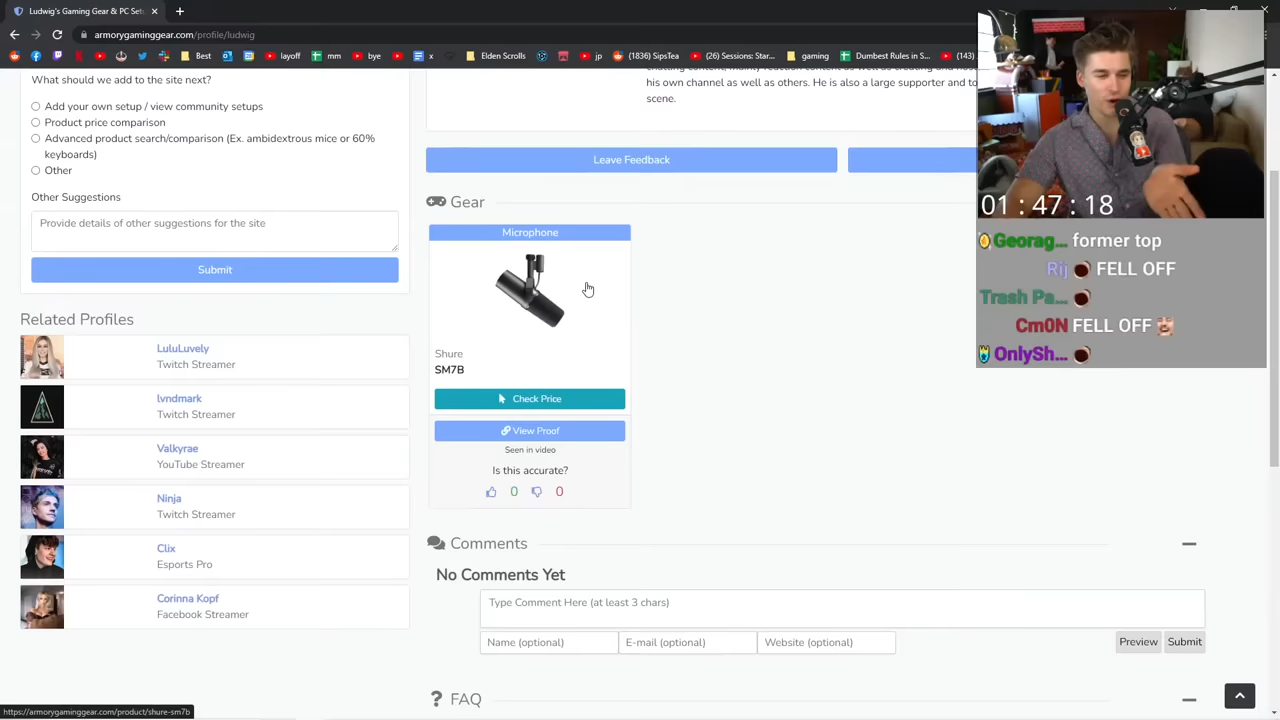 Ludwig's Gaming Gear & PC Set
armorygaminggear.com/profile/ludwig
Best
layout
mm
bye
x
Elden Scrolls
jp
(1836) SipsTea
(26) Sessions: Star...
gaming
Dumbest Rules in S...
(143)
What should we add to the site next?
Add your own setup / view community setups
Product price comparison
Advanced product search/comparison (Ex. ambidextrous mice or 60%
keyboards)
Other
Other Suggestions
Provide details of other suggestions for the site
Submit
Related Profiles
LuluLuvely
Twitch Streamer
lvndmark
Twitch Streamer
Valkyrae
YouTube Streamer
Ninja
Twitch Streamer
Clix
Esports Pro
Corinna Kopf
Facebook Streamer
his own channel as well as others. He is also a large supporter and to
scene.
Leave Feedback
Gear
Microphone
Shure
SM7B
Check Price
View Proof
Seen in video
Is this accurate?
0 0
Comments
No Comments Yet
Type Comment Here (at least 3 chars)
Name (optional) E-mail (optional) Website (optional) Preview Submit
FAQ
01 : 47 : 18
Georag... former top
Rij FELL OFF
Trash Pa...
Cm0N FELL OFF
OnlySh...
https://armorygaminggear.com/product/shure-sm7b